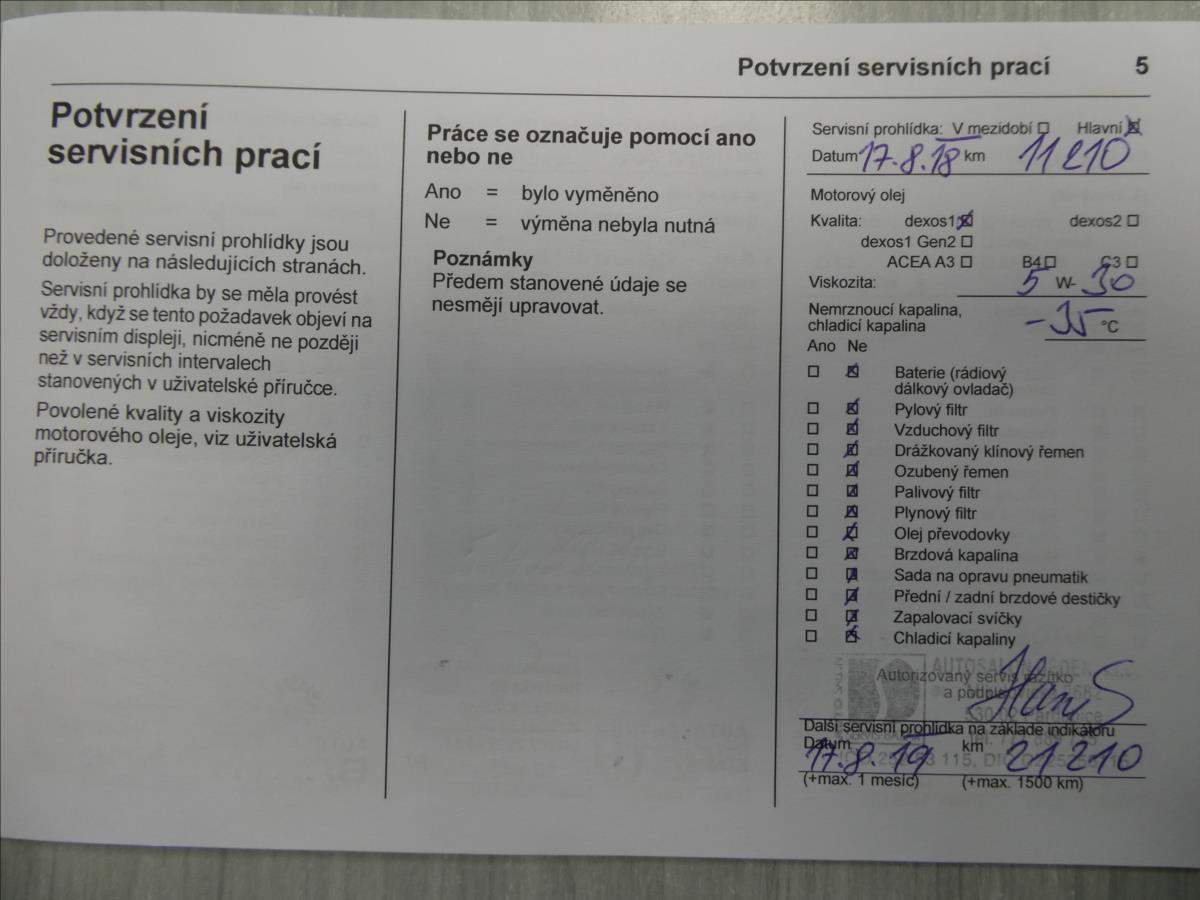 Potvrzení servisních prací 5
Potvrzení
servisních prací
Provedené servisní prohlídky jsou
doloženy na následujících stranách.
Servisní prohlídka by se měla provést
vždy, když se tento požadavek objeví na
servisním displeji, nicméně ne později
než v servisních intervalech
stanovených v uživatelské příručce.
Povolené kvality a viskozity
motorového oleje, viz uživatelská
příručka.
Práce se označuje pomocí ano
nebo ne
Ano = bylo vyměněno
Ne = výměna nebyla nutná
Poznámky
Předem stanovené údaje se
nesmějí upravovat.
Servisní prohlídka: V mezidobí Hlavní
Datum 17.8.18 km 11210
Motorový olej
Kvalita: dexos1 dexos2
dexos1 Gen2
ACEA A3 B4 C3
Viskozita: 5 W- 30
Nemrznoucí kapalina,
chladicí kapalina -35 °C
Ano Ne
Baterie (rádiový
dálkový ovladač)
Pylový filtr
Vzduchový filtr
Drážkovaný klínový řemen
Ozubený řemen
Palivový filtr
Plynový filtr
Olej převodovky
Brzdová kapalina
Sada na opravu pneumatik
Přední / zadní brzdové destičky
Zapalovací svíčky
Chladicí kapaliny
Autorizovaný servis razítko
a podpis
Další servisní prohlídka na základe indikátoru
Datum 17.8.19 km 21210
(+max. 1 mesíc) (+max. 1500 km)